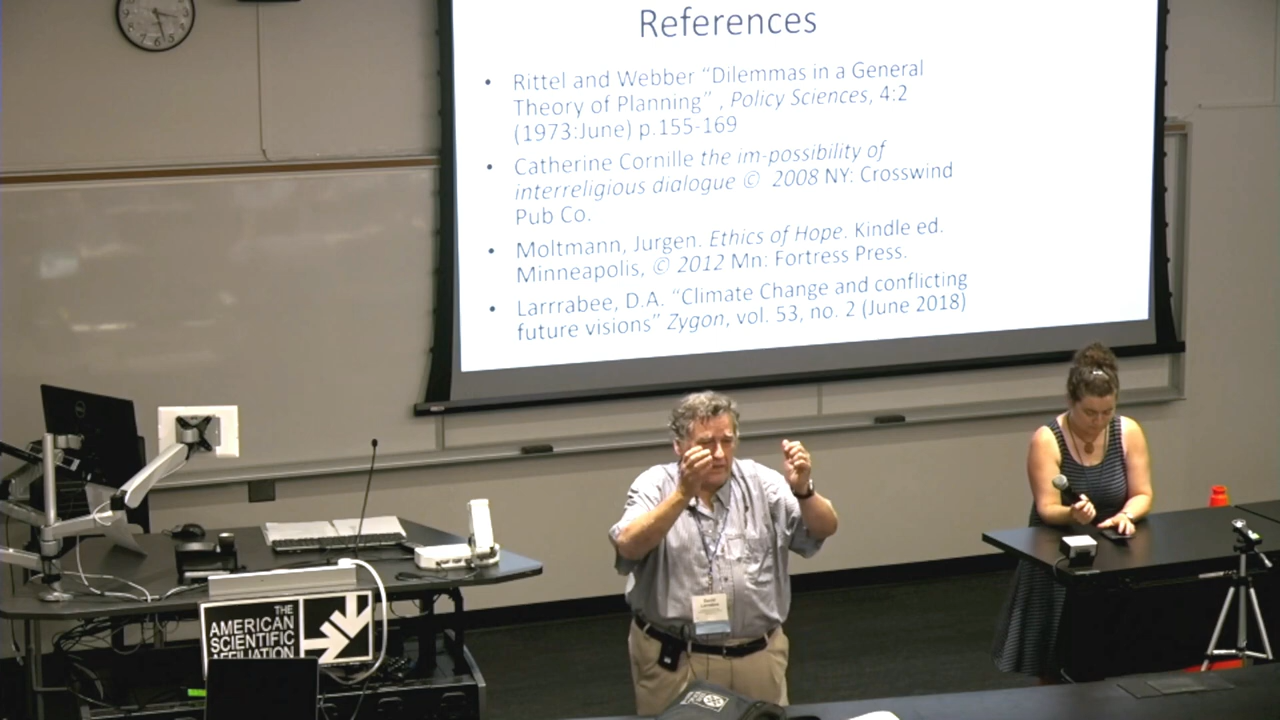 References
• Rittel and Webber “Dilemmas in a General
Theory of Planning” , Policy Sciences, 4:2
(1973:June) p.155-169
• Catherine Cornille the im-possibility of
interreligious dialogue © 2008 NY: Crosswind
Pub Co.
• Moltmann, Jurgen. Ethics of Hope. Kindle ed.
Minneapolis, © 2012 Mn: Fortress Press.
• Larrrabee, D.A. “Climate Change and conflicting
future visions” Zygon, vol. 53, no. 2 (June 2018)
THE
AMERICAN
SCIENTIFIC
AFFILIATION
David